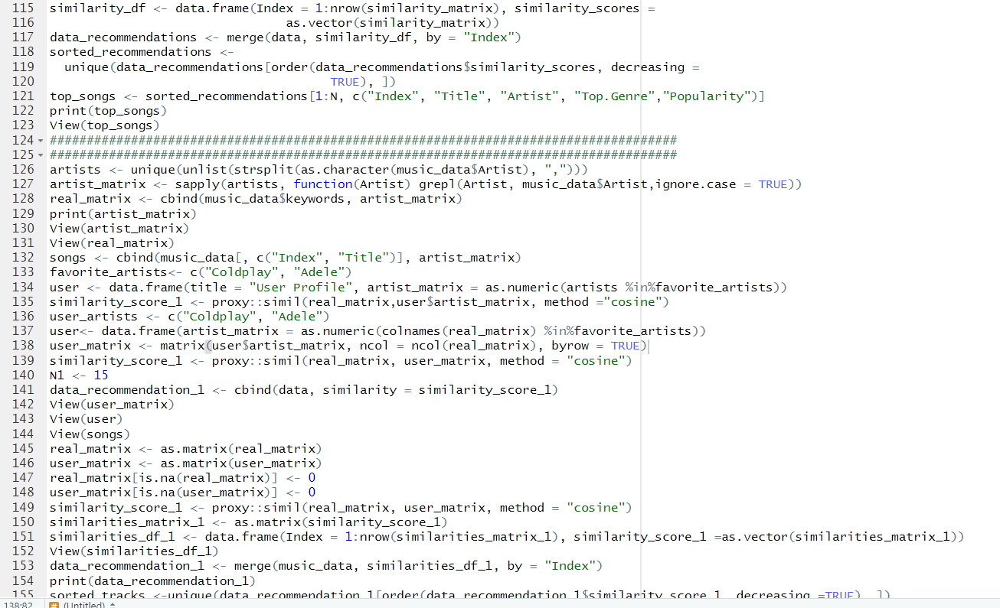 115 similarity_df <- data.frame(Index = 1:nrow(similarity_matrix), similarity_scores =
116 as.vector(similarity_matrix))
117 data_recommendations <- merge(data, similarity_df, by = "Index")
118 sorted_recommendations <-
119 unique(data_recommendations[order(data_recommendations$similarity_scores, decreasing =
120 TRUE), ])
121 top_songs <- sorted_recommendations[1:N, c("Index", "Title", "Artist", "Top.Genre","Popularity")]
122 print(top_songs)
123 View(top_songs)
124 #####################################################################################
125 #####################################################################################
126 artists <- unique(unlist(strsplit(as.character(music_data$Artist), ",")))
127 artist_matrix <- sapply(artists, function(Artist) grepl(Artist, music_data$Artist,ignore.case = TRUE))
128 real_matrix <- cbind(music_data$keywords, artist_matrix)
129 print(artist_matrix)
130 View(artist_matrix)
131 View(real_matrix)
132 songs <- cbind(music_data[, c("Index", "Title")], artist_matrix)
133 favorite_artists<- c("Coldplay", "Adele")
134 user <- data.frame(title = "User Profile", artist_matrix = as.numeric(artists %in%favorite_artists))
135 similarity_score_1 <- proxy::simil(real_matrix,user$artist_matrix, method ="cosine")
136 user_artists <- c("Coldplay", "Adele")
137 user<- data.frame(artist_matrix = as.numeric(colnames(real_matrix) %in%favorite_artists))
138 user_matrix <- matrix(user$artist_matrix, ncol = ncol(real_matrix), byrow = TRUE)
139 similarity_score_1 <- proxy::simil(real_matrix, user_matrix, method = "cosine")
140 N1 <- 15
141 data_recommendation_1 <- cbind(data, similarity = similarity_score_1)
142 View(user_matrix)
143 View(user)
144 View(songs)
145 real_matrix <- as.matrix(real_matrix)
146 user_matrix <- as.matrix(user_matrix)
147 real_matrix[is.na(real_matrix)] <- 0
148 user_matrix[is.na(user_matrix)] <- 0
149 similarity_score_1 <- proxy::simil(real_matrix, user_matrix, method = "cosine")
150 similarities_matrix_1 <- as.matrix(similarity_score_1)
151 similarities_df_1 <- data.frame(Index = 1:nrow(similarities_matrix_1), similarity_score_1 =as.vector(similarities_matrix_1))
152 View(similarities_df_1)
153 data_recommendation_1 <- merge(music_data, similarities_df_1, by = "Index")
154 print(data_recommendation_1)
155 sorted_tracks <-unique(data_recommendation_1[order(data_recommendation_1$similarity_score_1, decreasing =TRUE), ])
138:82 # (Untitled)